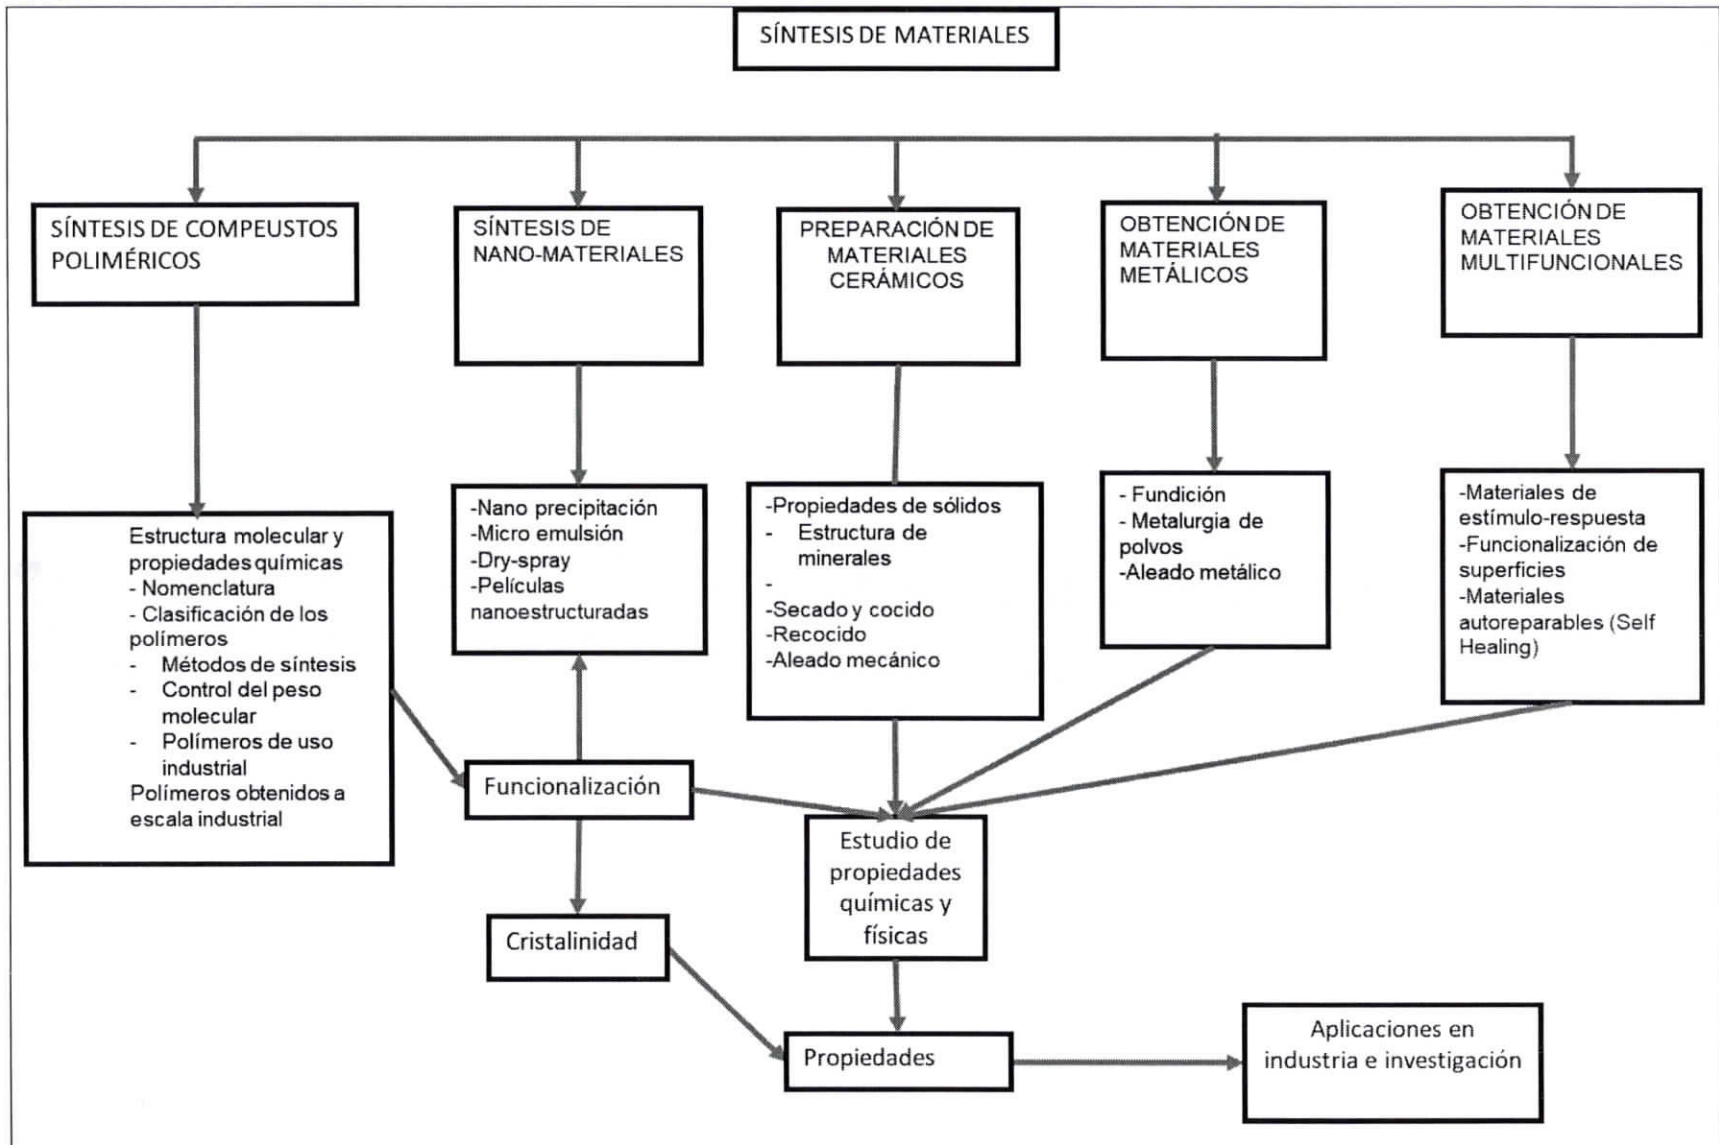 SÍNTESIS DE MATERIALES
SÍNTESIS DE COMPEUSTOS
POLIMÉRICOS
SÍNTESIS DE
NANO-MATERIALES
PREPARACIÓN DE
MATERIALES
CERÁMICOS
OBTENCIÓN DE
MATERIALES
METÁLICOS
OBTENCIÓN DE
MATERIALES
MULTIFUNCIONALES
Estructura molecular y
propiedades químicas
- Nomenclatura
- Clasificación de los
polímeros
- Métodos de síntesis
- Control del peso
molecular
- Polímeros de uso
industrial
Polímeros obtenidos a
escala industrial
-Nano precipitación
-Micro emulsión
-Dry-spray
-Películas
nanoestructuradas
-Propiedades de sólidos
- Estructura de
minerales
-
-Secado y cocido
-Recocido
-Aleado mecánico
- Fundición
- Metalurgia de
polvos
-Aleado metálico
-Materiales de
estímulo-respuesta
-Funcionalización de
superficies
-Materiales
autoreparables (Self
Healing)
Funcionalización
Estudio de
propiedades
químicas y
físicas
Cristalinidad
Propiedades
Aplicaciones en
industria e investigación